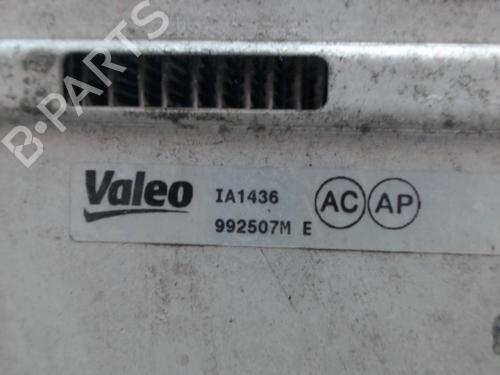 B-PARTS
Valeo IA1436 AC AP
992507M E